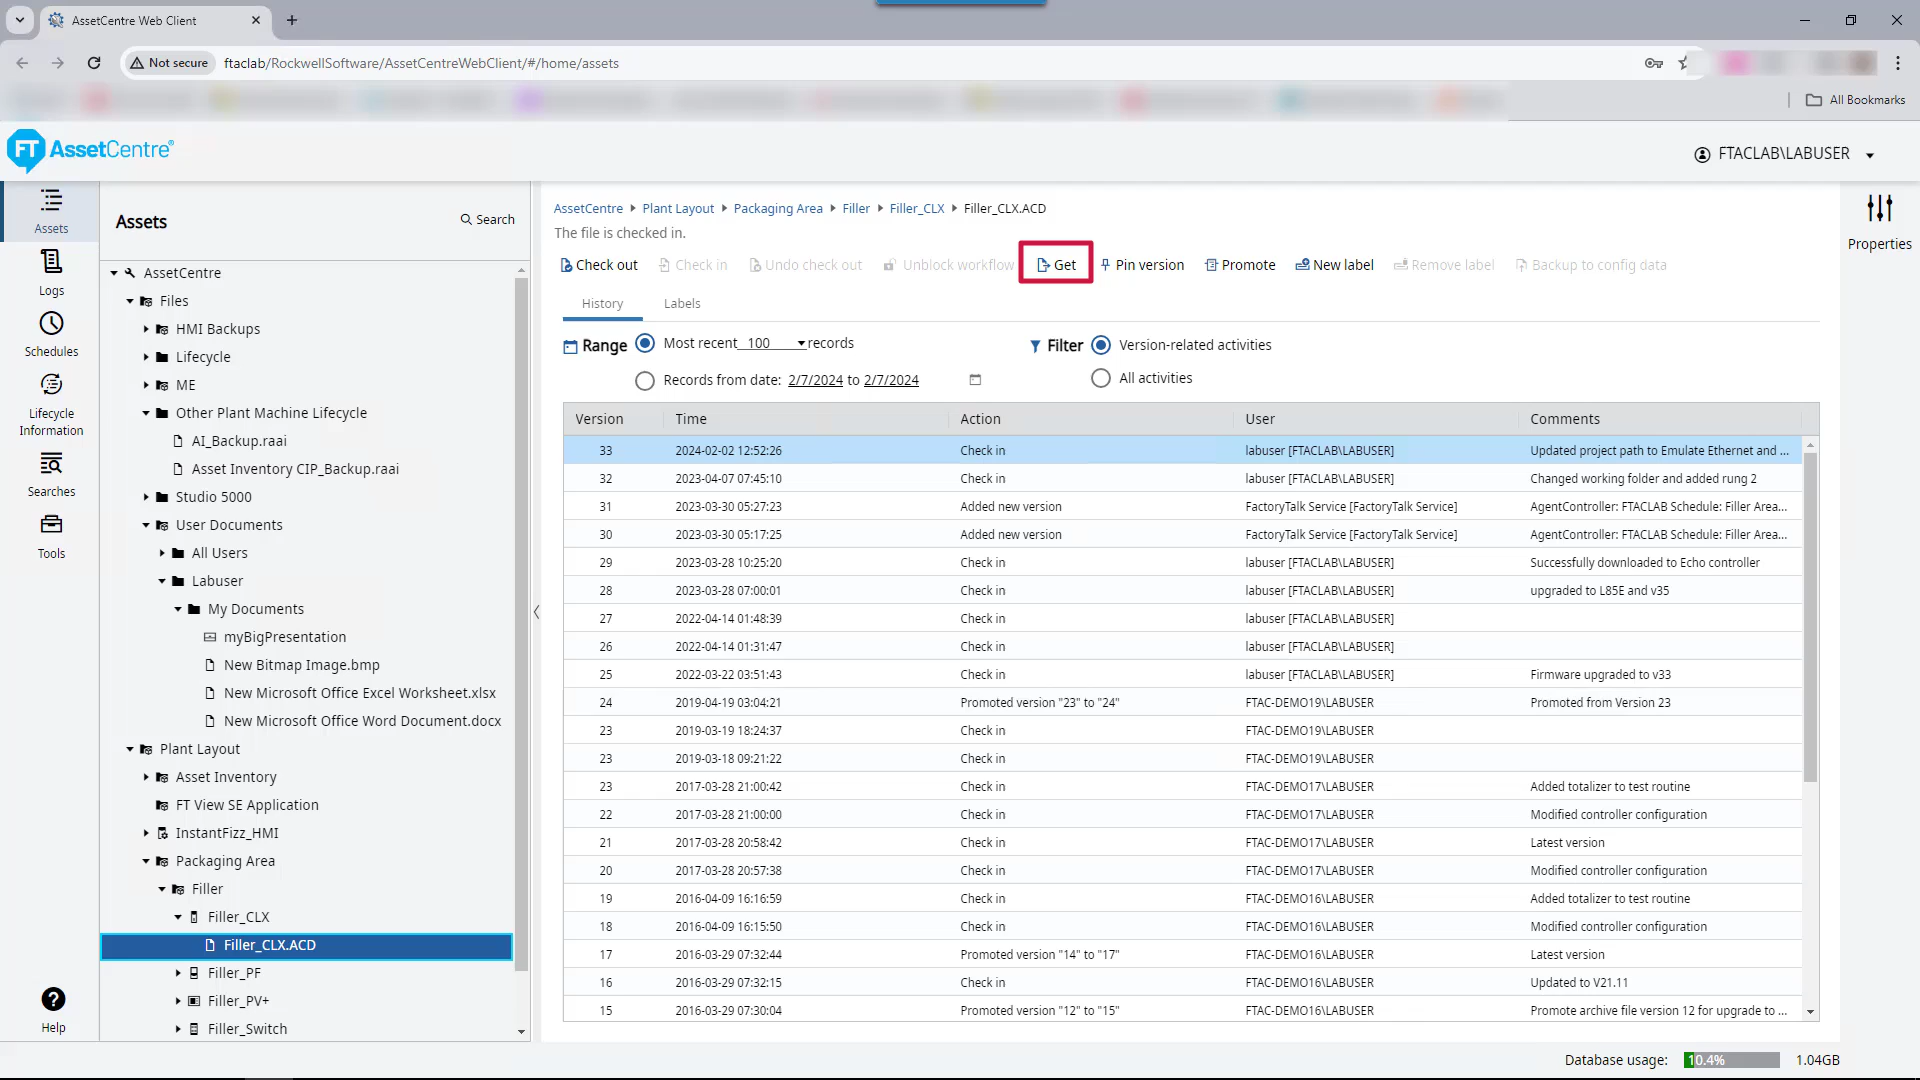 AssetCentre Web Client
Not secure
ftaclab/RockwellSoftware/AssetCentreWebClient/#/home/assets
All Bookmarks
FT AssetCentre®
FTACLAB\LABUSER
Assets
Logs
Schedules
Lifecycle
Information
Searches
Tools
Help
Assets
Search
AssetCentre
Files
HMI Backups
Lifecycle
ME
Other Plant Machine Lifecycle
AI_Backup.raai
Asset Inventory CIP_Backup.raai
Studio 5000
User Documents
All Users
Labuser
My Documents
myBigPresentation
New Bitmap Image.bmp
New Microsoft Office Excel Worksheet.xlsx
New Microsoft Office Word Document.docx
Plant Layout
Asset Inventory
FT View SE Application
InstantFizz_HMI
Packaging Area
Filler
Filler_CLX
Filler_CLX.ACD
Filler_PF
Filler_PV+
Filler_Switch
AssetCentre Plant Layout Packaging Area Filler Filler_CLX Filler_CLX.ACD
The file is checked in.
Check out Check in Undo check out Unblock workflow Get Pin version Promote New label Remove label Backup to config data
History Labels
Range Most recent 100 records
Records from date: 2/7/2024 to 2/7/2024
Filter Version-related activities
All activities
Version Time Action User Comments
33 2024-02-02 12:52:26 Check in labuser [FTACLAB\LABUSER] Updated project path to Emulate Ethernet and ...
32 2023-04-07 07:45:10 Check in labuser [FTACLAB\LABUSER] Changed working folder and added rung 2
31 2023-03-30 05:27:23 Added new version FactoryTalk Service [FactoryTalk Service] AgentController: FTACLAB Schedule: Filler Area...
30 2023-03-30 05:17:25 Added new version FactoryTalk Service [FactoryTalk Service] AgentController: FTACLAB Schedule: Filler Area...
29 2023-03-28 10:25:20 Check in labuser [FTACLAB\LABUSER] Successfully downloaded to Echo controller
28 2023-03-28 07:00:01 Check in labuser [FTACLAB\LABUSER] upgraded to L85E and v35
27 2022-04-14 01:48:39 Check in labuser [FTACLAB\LABUSER]
26 2022-04-14 01:31:47 Check in labuser [FTACLAB\LABUSER]
25 2022-03-22 03:51:43 Check in labuser [FTACLAB\LABUSER] Firmware upgraded to v33
24 2019-04-19 03:04:21 Promoted version "23" to "24" FTAC-DEMO19\LABUSER Promoted from Version 23
23 2019-03-19 18:24:37 Check in FTAC-DEMO19\LABUSER
23 2019-03-18 09:21:22 Check in FTAC-DEMO19\LABUSER
23 2017-03-28 21:00:42 Check in FTAC-DEMO17\LABUSER Added totalizer to test routine
22 2017-03-28 21:00:00 Check in FTAC-DEMO17\LABUSER Modified controller configuration
21 2017-03-28 20:58:42 Check in FTAC-DEMO17\LABUSER Latest version
20 2017-03-28 20:57:38 Check in FTAC-DEMO17\LABUSER Modified controller configuration
19 2016-04-09 16:16:59 Check in FTAC-DEMO16\LABUSER Added totalizer to test routine
18 2016-04-09 16:15:50 Check in FTAC-DEMO16\LABUSER Modified controller configuration
17 2016-03-29 07:32:44 Promoted version "14" to "17" FTAC-DEMO16\LABUSER Latest version
16 2016-03-29 07:32:15 Check in FTAC-DEMO16\LABUSER Updated to V21.11
15 2016-03-29 07:30:04 Promoted version "12" to "15" FTAC-DEMO16\LABUSER Promote archive file version 12 for upgrade to ...
Properties
Database usage: 10.4% 1.04GB